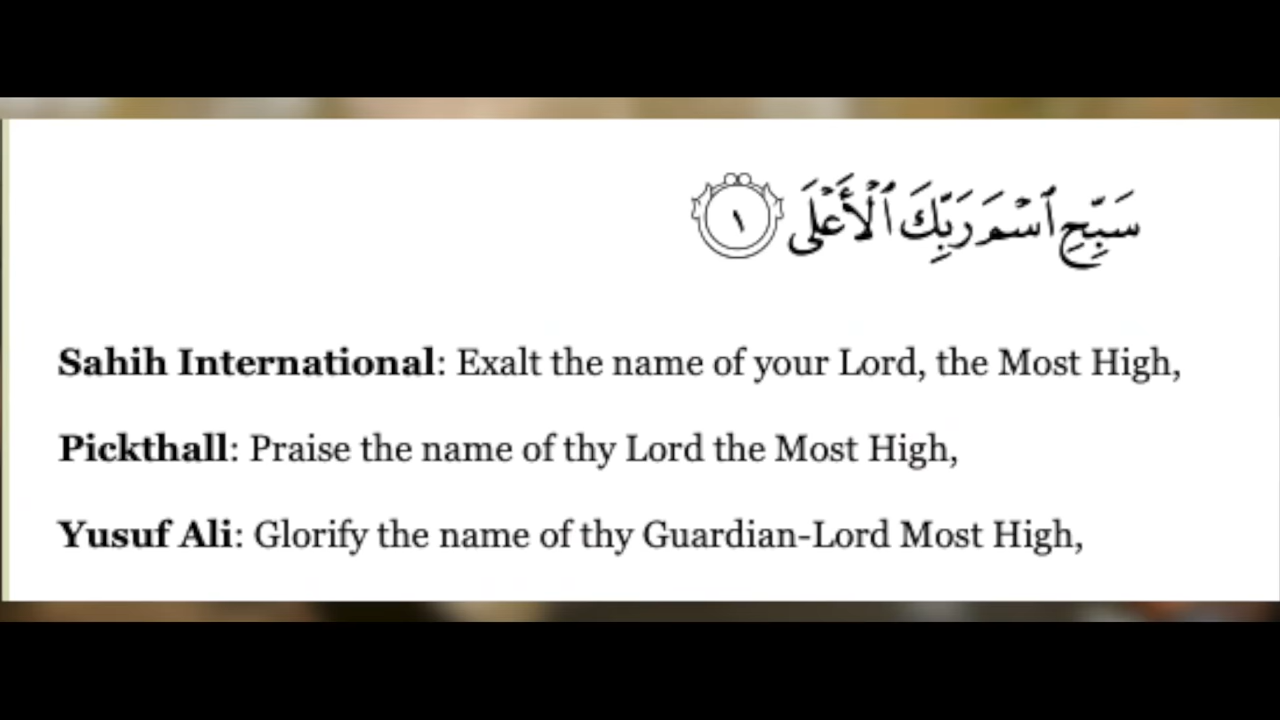 سَبِّحِ ٱسْمَ رَبِّكَ ٱلْأَعْلَى ١
Sahih International: Exalt the name of your Lord, the Most High,
Pickthall: Praise the name of thy Lord the Most High,
Yusuf Ali: Glorify the name of thy Guardian-Lord Most High,